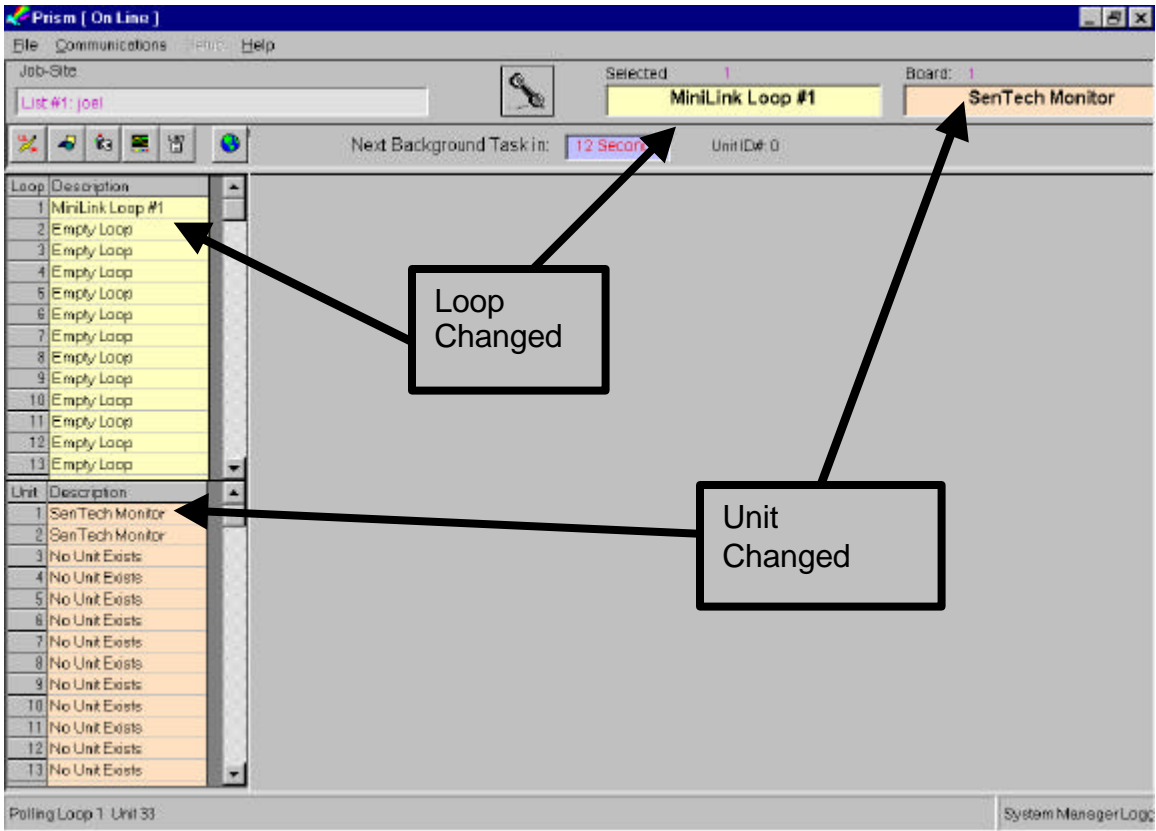 Prism [ On Line ]
File Communications Setup Help
Job-Site
Selected 1
Board: 1
List #1: joel
MiniLink Loop #1
SenTech Monitor
Next Background Task in: 12 Seconds
Unit ID#: 0
Loop Description
1 MiniLink Loop #1
2 Empty Loop
3 Empty Loop
4 Empty Loop
5 Empty Loop
6 Empty Loop
7 Empty Loop
8 Empty Loop
9 Empty Loop
10 Empty Loop
11 Empty Loop
12 Empty Loop
13 Empty Loop
Loop
Changed
Unit Description
1 SenTech Monitor
2 SenTech Monitor
3 No Unit Exists
4 No Unit Exists
5 No Unit Exists
6 No Unit Exists
7 No Unit Exists
8 No Unit Exists
9 No Unit Exists
10 No Unit Exists
11 No Unit Exists
12 No Unit Exists
13 No Unit Exists
Unit
Changed
Polling Loop 1 Unit 33
System Manager Logg